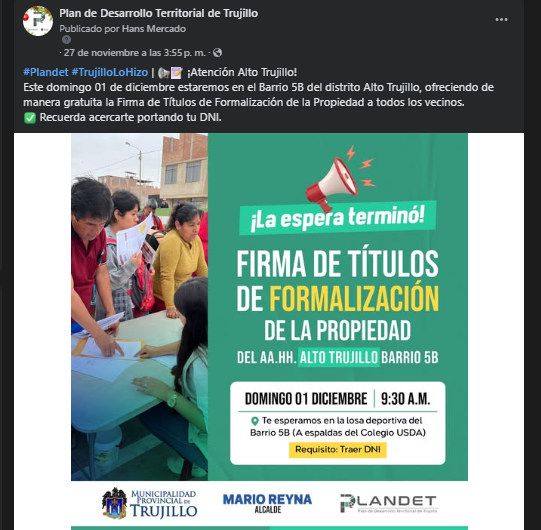 Plan de Desarrollo Territorial de Trujillo
Publicado por Hans Mercado
· 27 de noviembre a las 3:55 p. m. ·
#Plandet #TrujilloLoHizo | 📢📝 ¡Atención Alto Trujillo!
Este domingo 01 de diciembre estaremos en el Barrio 5B del distrito Alto Trujillo, ofreciendo de
manera gratuita la Firma de Títulos de Formalización de la Propiedad a todos los vecinos.
✅ Recuerda acercarte portando tu DNI.
¡La espera terminó!
FIRMA DE TÍTULOS
DE FORMALIZACIÓN
DE LA PROPIEDAD
DEL AA.HH. ALTO TRUJILLO BARRIO 5B
DOMINGO 01 DICIEMBRE | 9:30 A.M.
Te esperamos en la losa deportiva del
Barrio 5B (A espaldas del Colegio USDA)
Requisito: Traer DNI
MUNICIPALIDAD
PROVINCIAL DE
TRUJILLO
MARIO REYNA
ALCALDE
PLANDET
Plan de Desarrollo Territorial de Trujillo